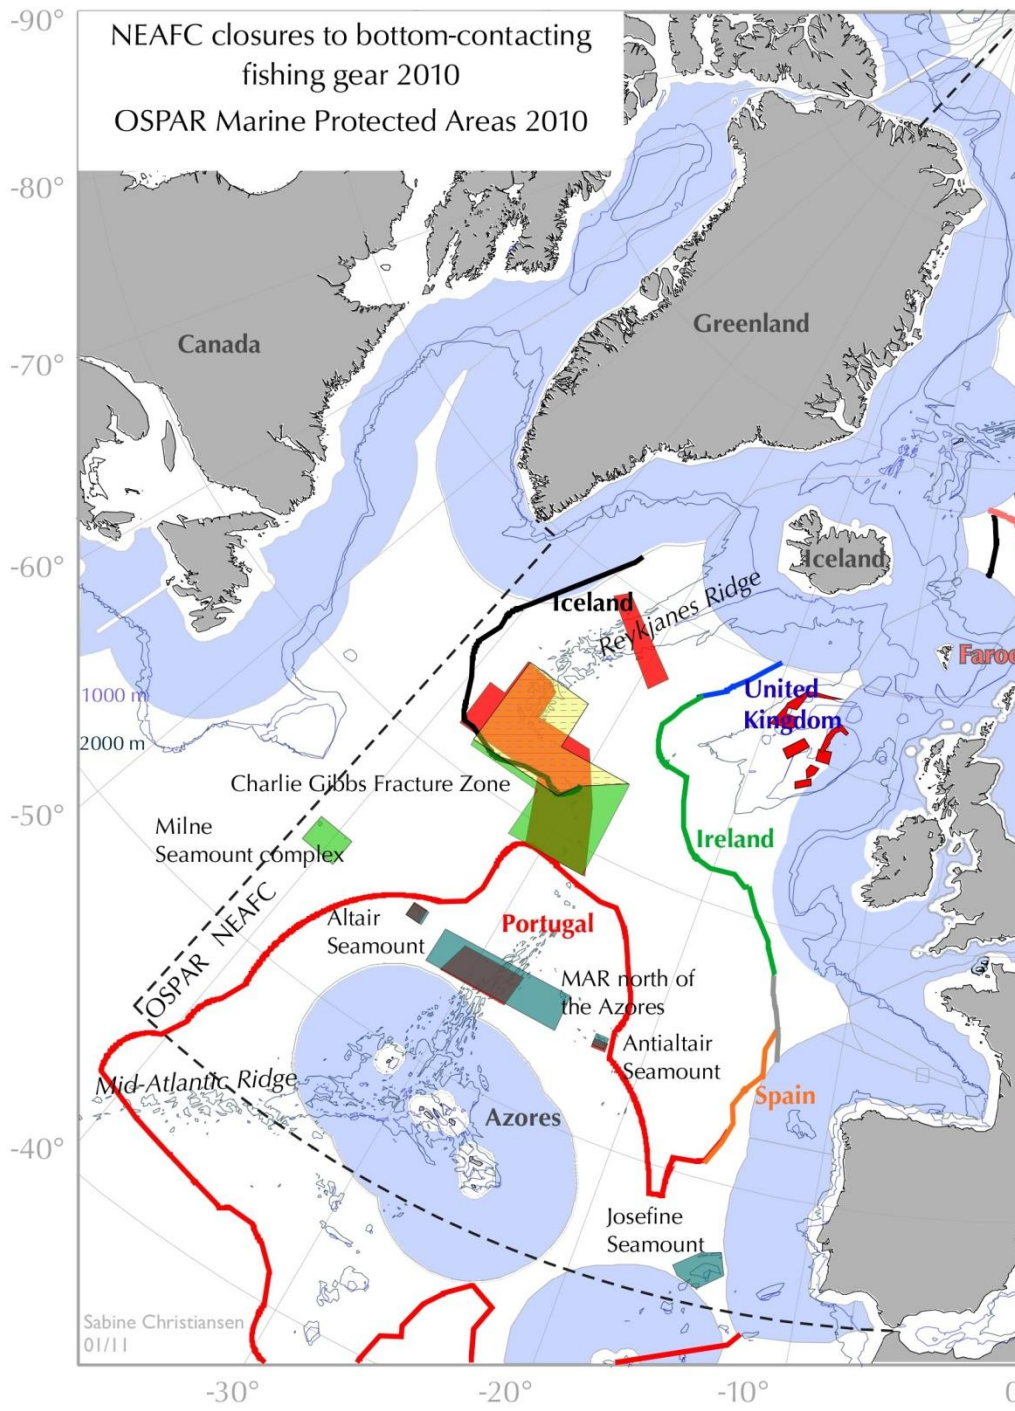 NEAFC closures to bottom-contacting
fishing gear 2010
OSPAR Marine Protected Areas 2010
-90°
-80°
-70°
-60°
-50°
-40°
Canada
Greenland
Iceland
Iceland
Reykjanes Ridge
Faroe
1000 m
2000 m
United
Kingdom
Charlie Gibbs Fracture Zone
Milne
Seamount complex
Ireland
OSPAR NEAFC
Altair
Seamount
Portugal
MAR north of
the Azores
Antialtair
Seamount
Mid-Atlantic Ridge
Azores
Spain
Josefine
Seamount
Sabine Christiansen
01/11
-30°
-20°
-10°
0